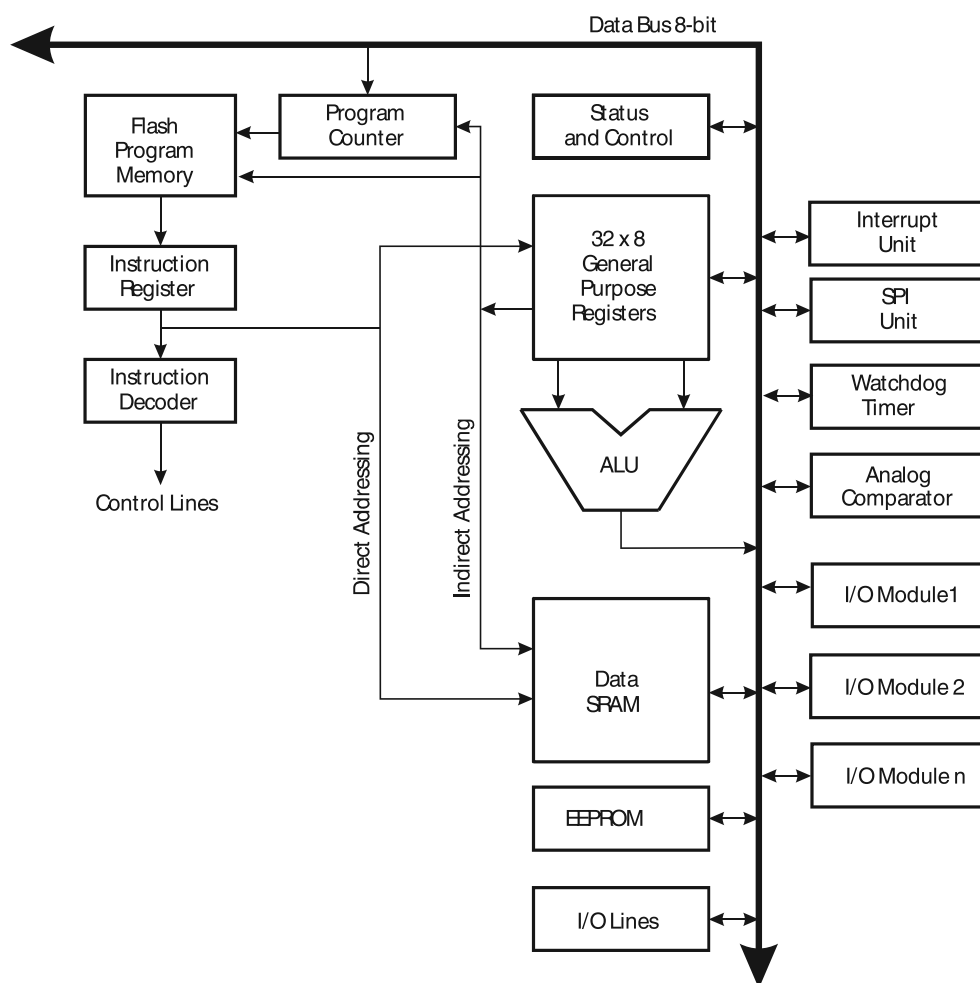 Data Bus 8-bit
Flash
Program
Memory
Program
Counter
Status
and Control
Instruction
Register
32 x 8
General
Purpose
Registers
Interrupt
Unit
SPI
Unit
Instruction
Decoder
Watchdog
Timer
Control Lines
Direct Addressing
Indirect Addressing
ALU
Analog
Comparator
I/O Module1
Data
SRAM
I/O Module 2
I/O Module n
EEPROM
I/O Lines